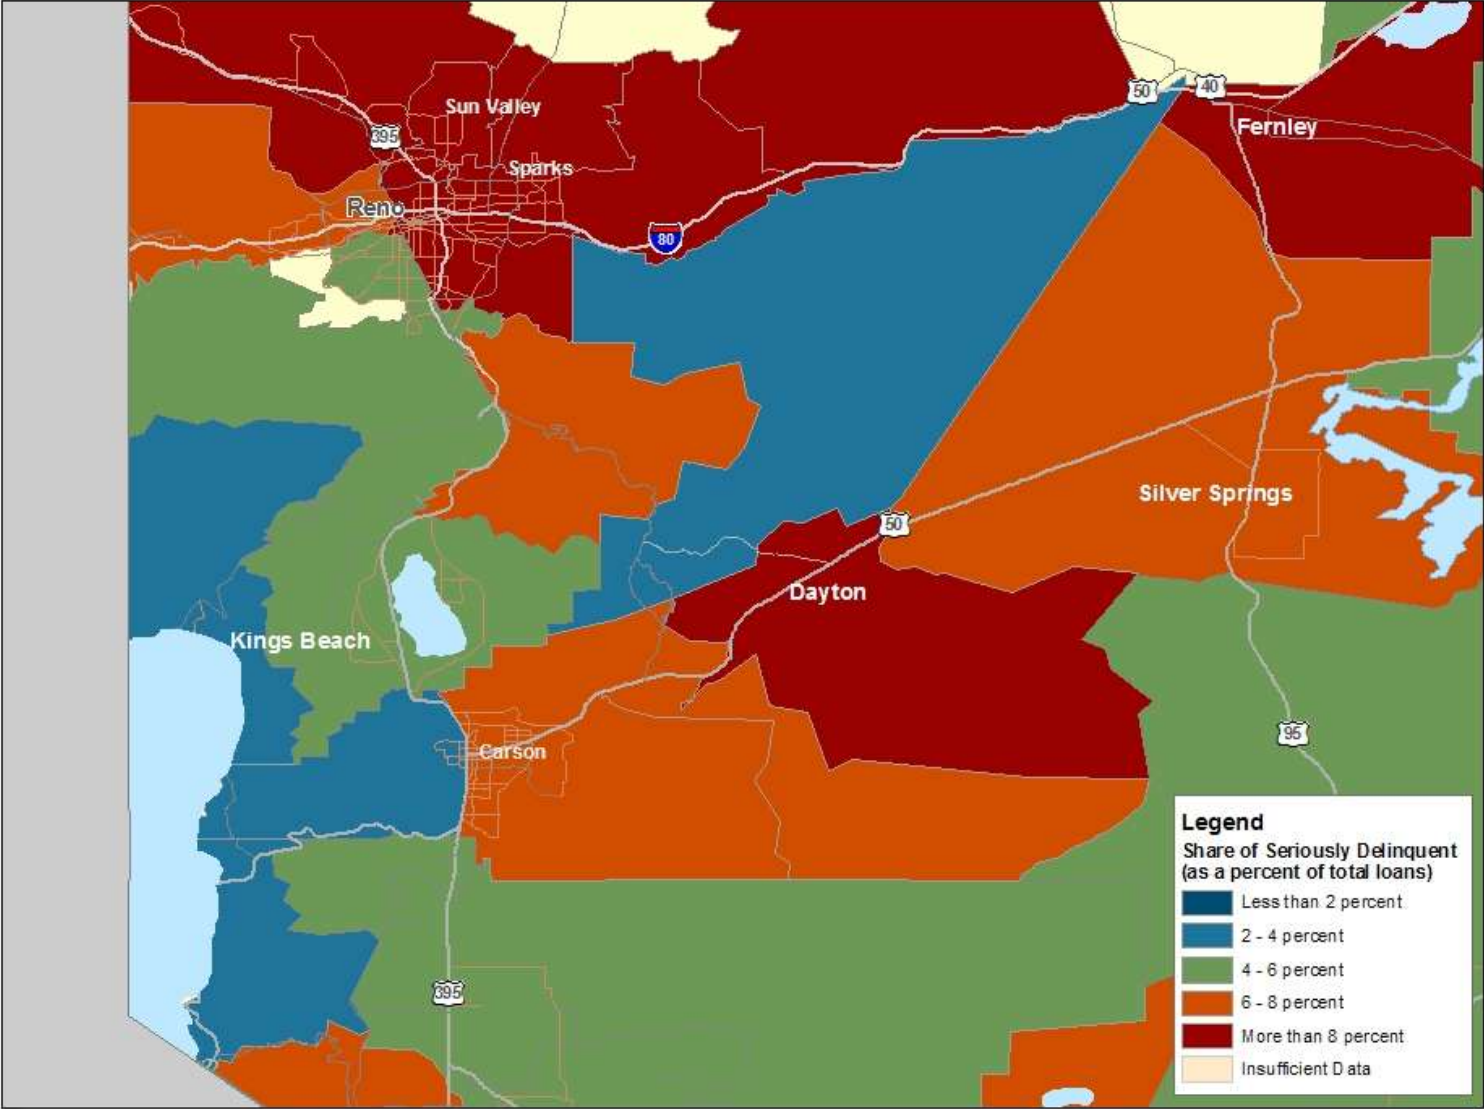 50
40
Sun Valley
Fernley
395
Sparks
Reno
80
Silver Springs
50
Dayton
Kings Beach
95
Carson
Legend
Share of Seriously Delinquent
(as a percent of total loans)
Less than 2 percent
2 - 4 percent
4 - 6 percent
6 - 8 percent
More than 8 percent
Insufficient Data
395